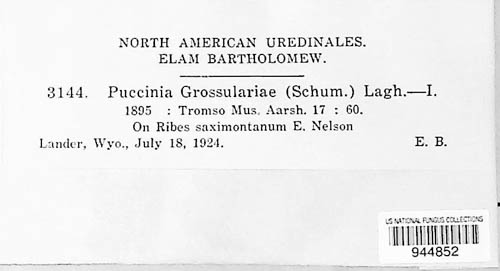 NORTH AMERICAN UREDINALES.
ELAM BARTHOLOMEW.
3144. Puccinia Grossulariae (Schum.) Lagh.—I.
1895 : Tromso Mus. Aarsh. 17 : 60.
On Ribes saximontanum E. Nelson
Lander, Wyo., July 18, 1924. E. B.
US NATIONAL FUNGUS COLLECTIONS
944852